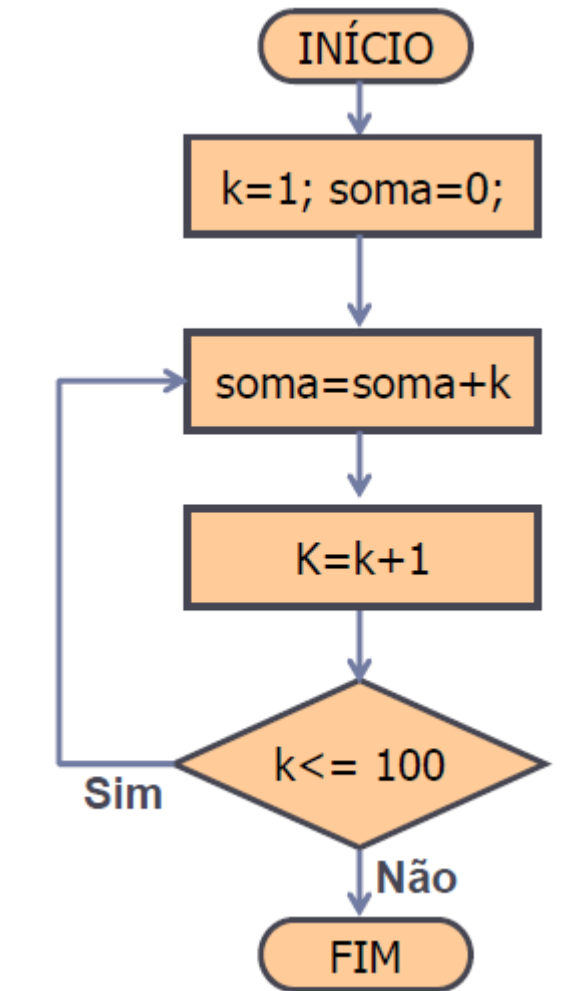 INÍCIO
k=1; soma=0;
soma=soma+k
K=k+1
k<= 100
Sim
Não
FIM